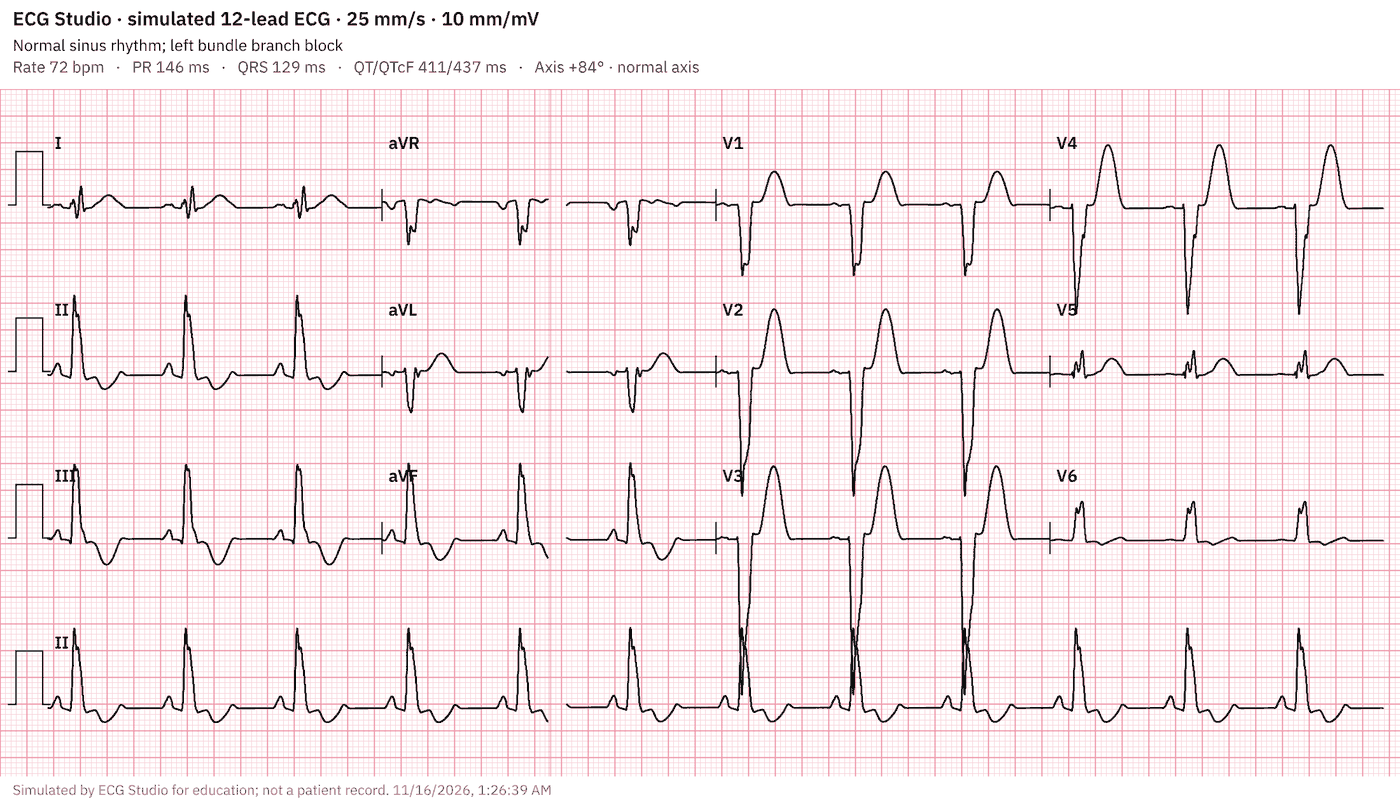 ECG Studio · simulated 12-lead ECG · 25 mm/s · 10 mm/mV
Normal sinus rhythm; left bundle branch block
Rate 72 bpm · PR 146 ms · QRS 129 ms · QT/QTcF 411/437 ms · Axis +84° · normal axis
I aVR V1 V4
II aVL V2 V5
III aVF V3 V6
II
Simulated by ECG Studio for education; not a patient record. 11/16/2026, 1:26:39 AM